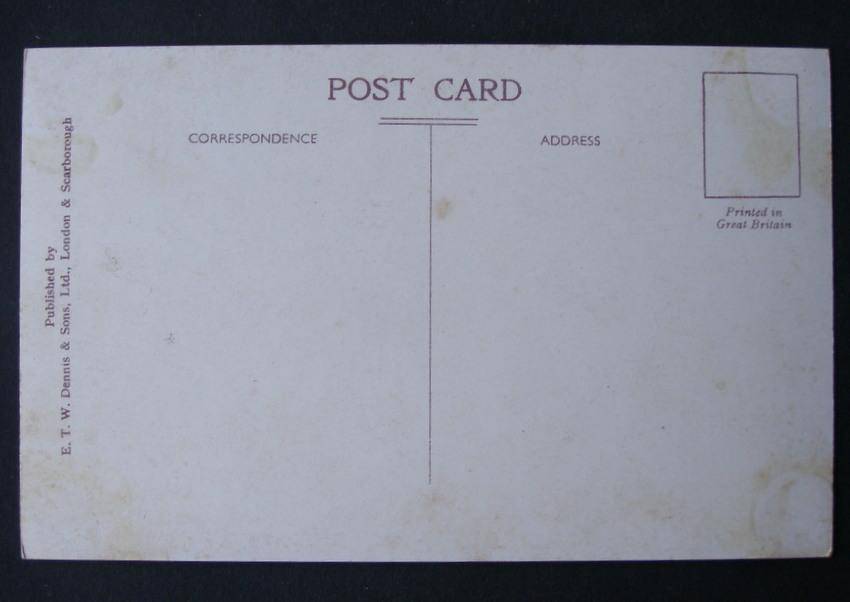 POST CARD
CORRESPONDENCE
ADDRESS
Printed in
Great Britain
Published by
E. T. W. Dennis & Sons, Ltd., London & Scarborough